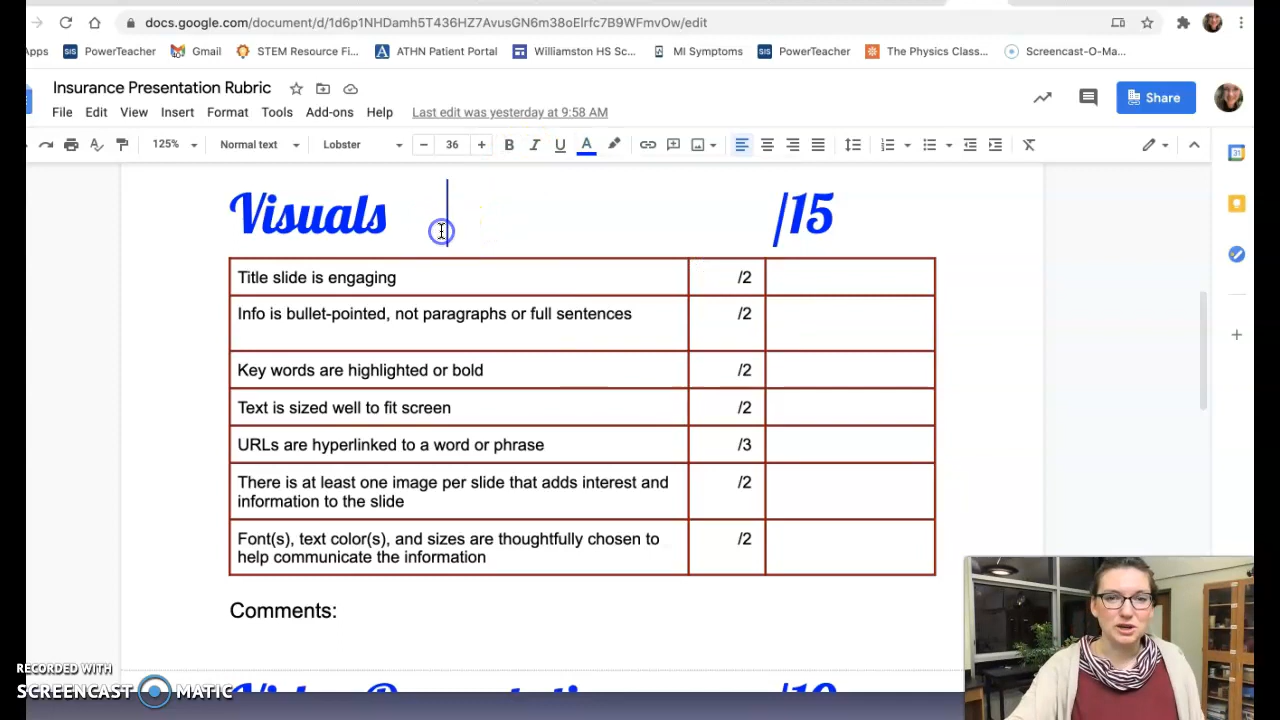 docs.google.com/document/d/1d6p1NHDamh5T436HZ7AvusGN6m38oElrfc7B9WFmvOw/edit
Apps PowerTeacher Gmail STEM Resource Fi... ATHN Patient Portal Williamston HS Sc... MI Symptoms PowerTeacher The Physics Class... Screencast-O-Ma...
Insurance Presentation Rubric
File Edit View Insert Format Tools Add-ons Help Last edit was yesterday at 9:58 AM
Share
125% Normal text Lobster 36 B I U A
Visuals /15
Title slide is engaging /2
Info is bullet-pointed, not paragraphs or full sentences /2
Key words are highlighted or bold /2
Text is sized well to fit screen /2
URLs are hyperlinked to a word or phrase /3
There is at least one image per slide that adds interest and /2
information to the slide
Font(s), text color(s), and sizes are thoughtfully chosen to /2
help communicate the information
Comments:
RECORDED WITH
SCREENCAST MATIC